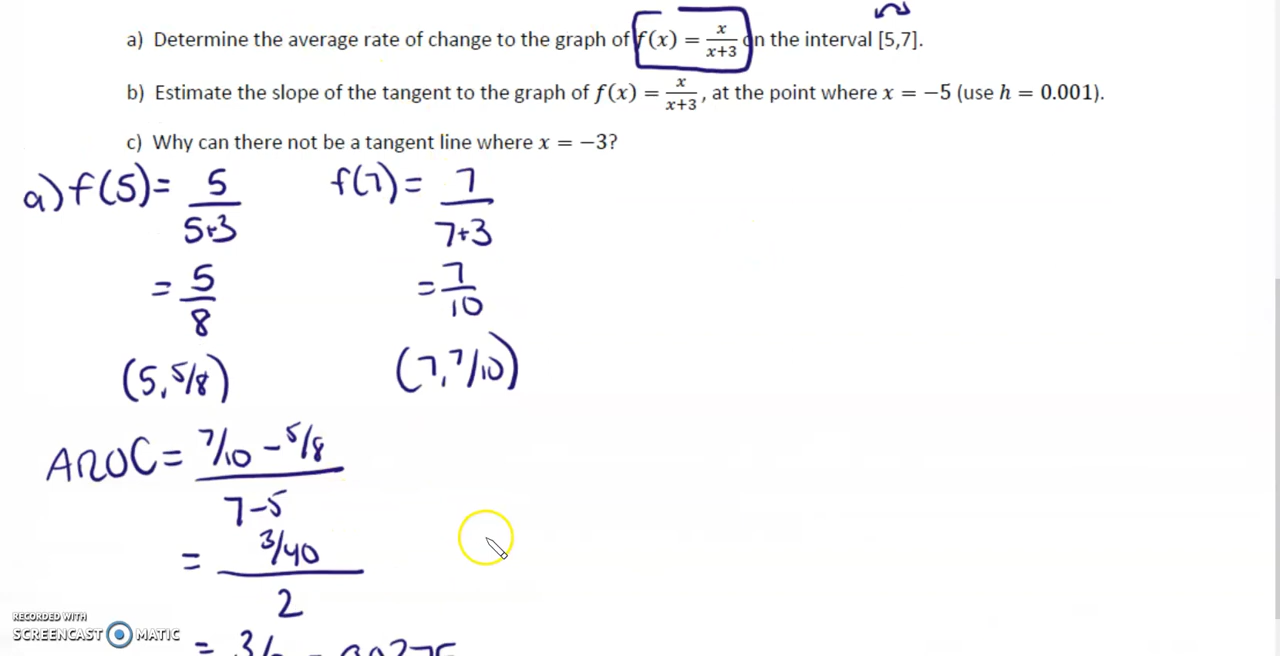 a) Determine the average rate of change to the graph of f(x) = x/(x+3) on the interval [5,7].
b) Estimate the slope of the tangent to the graph of f(x) = x/(x+3), at the point where x = −5 (use h = 0.001).
c) Why can there not be a tangent line where x = −3?
a) f(5) = 5/(5+3) f(7) = 7/(7+3)
= 5/8 = 7/10
(5, 5/8) (7, 7/10)
AROC = (7/10 − 5/8)/(7−5)
= (3/40)/2
RECORDED WITH
SCREENCAST MATIC